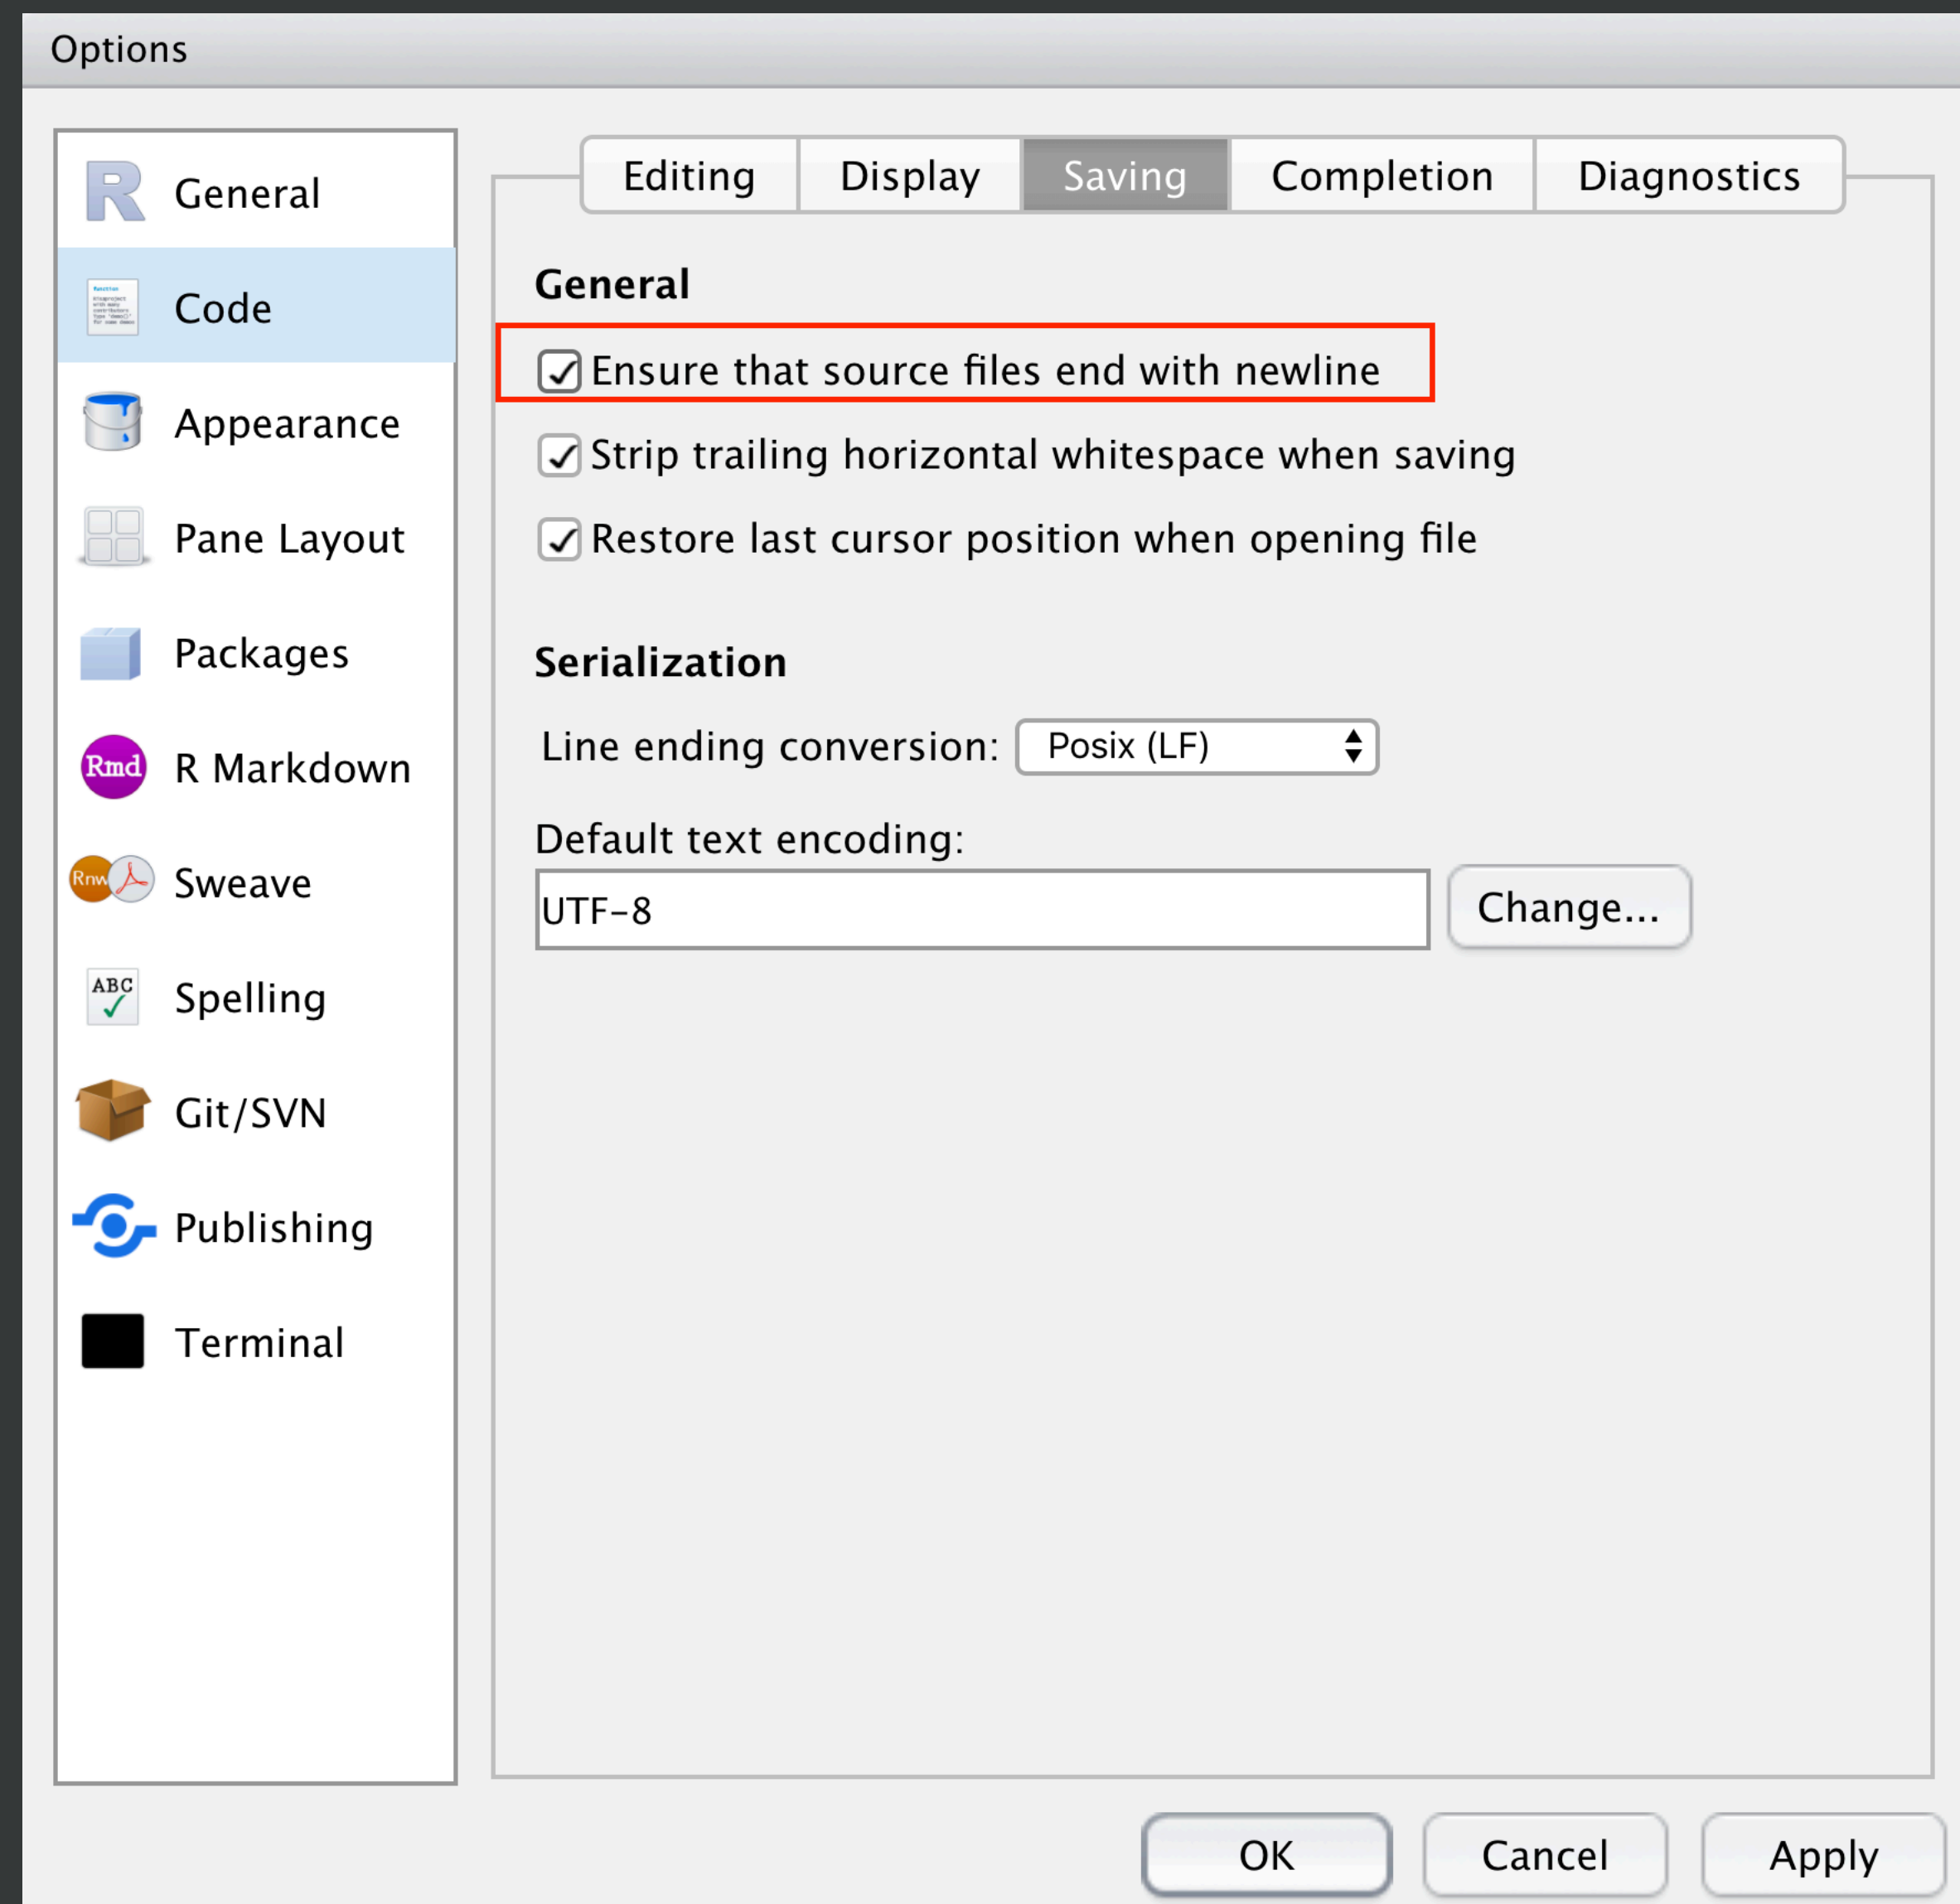 Options
General
Code
Appearance
Pane Layout
Packages
Rmd R Markdown
Rnw Sweave
ABC Spelling
Git/SVN
Publishing
Terminal
Editing Display Saving Completion Diagnostics
General
Ensure that source files end with newline
Strip trailing horizontal whitespace when saving
Restore last cursor position when opening file
Serialization
Line ending conversion: Posix (LF)
Default text encoding:
UTF-8 Change...
OK Cancel Apply